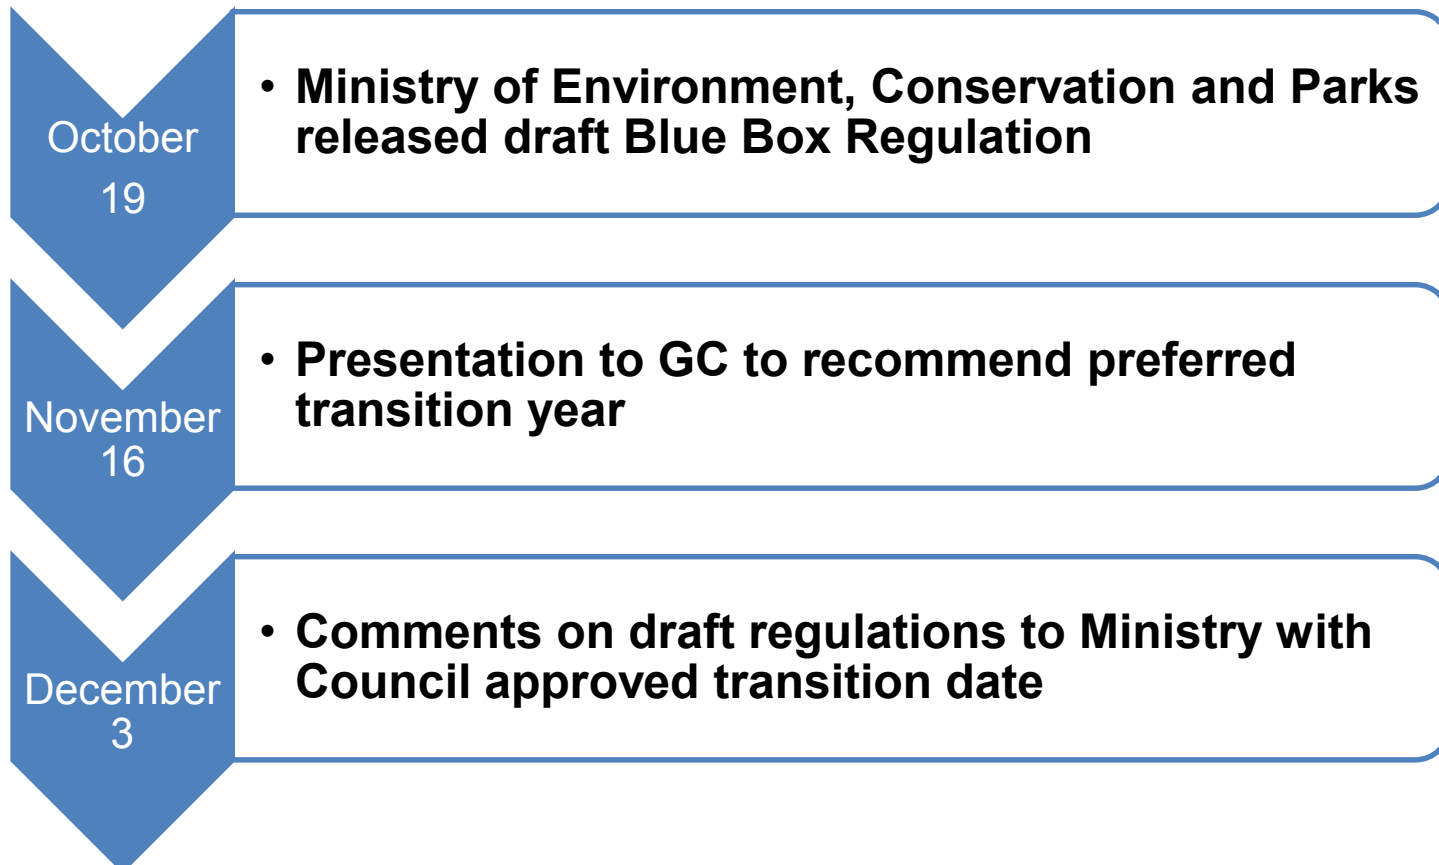 October
19
• Ministry of Environment, Conservation and Parks
released draft Blue Box Regulation
November
16
• Presentation to GC to recommend preferred
transition year
December
3
• Comments on draft regulations to Ministry with
Council approved transition date